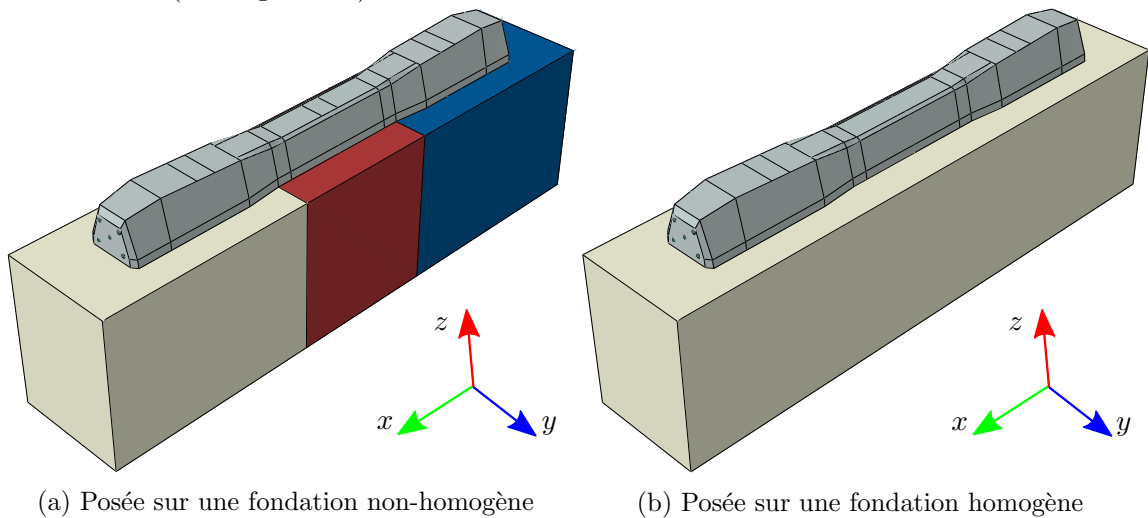 z
x
y
z
x
y
(a) Posée sur une fondation non-homogène
(b) Posée sur une fondation homogène